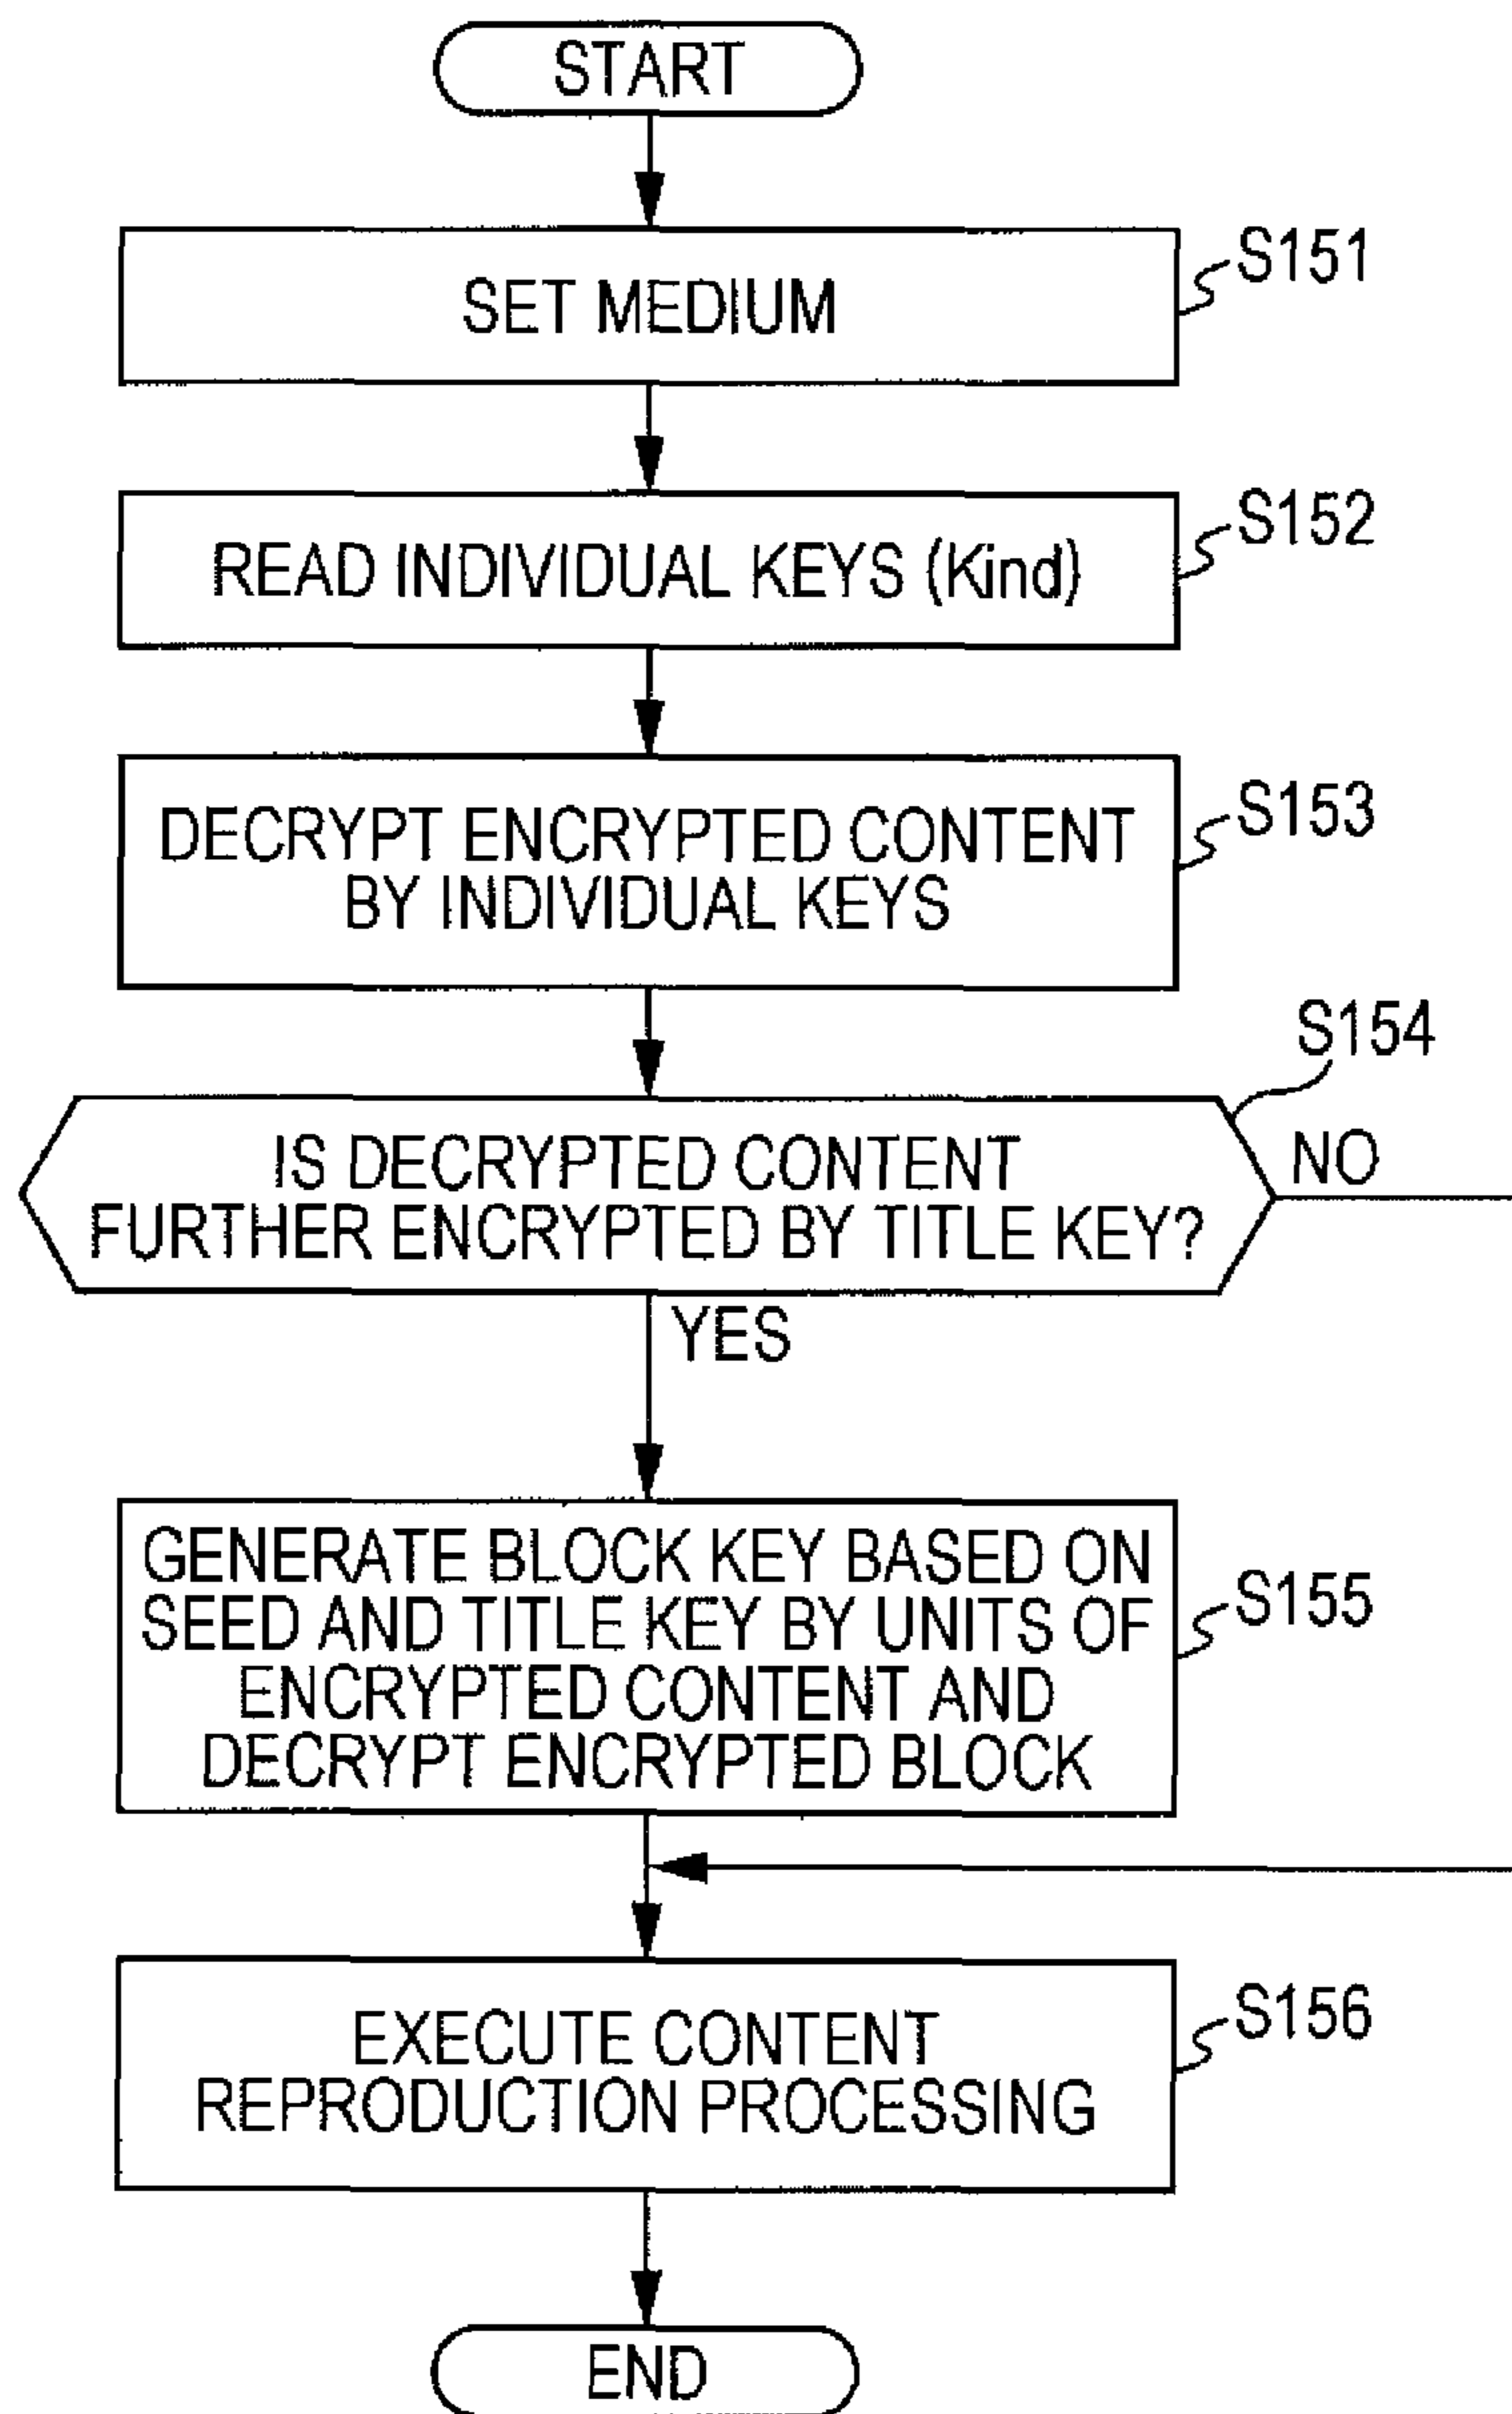 START
SET MEDIUM
S151
READ INDIVIDUAL KEYS (Kind)
S152
DECRYPT ENCRYPTED CONTENT
BY INDIVIDUAL KEYS
S153
S154
IS DECRYPTED CONTENT
FURTHER ENCRYPTED BY TITLE KEY?
NO
YES
GENERATE BLOCK KEY BASED ON
SEED AND TITLE KEY BY UNITS OF
ENCRYPTED CONTENT AND
DECRYPT ENCRYPTED BLOCK
S155
EXECUTE CONTENT
REPRODUCTION PROCESSING
S156
END